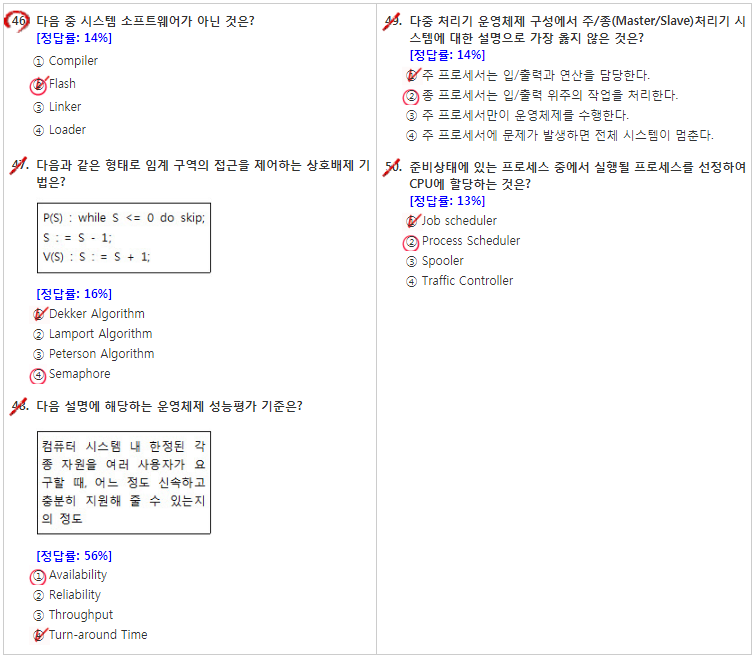 46. 다음 중 시스템 소프트웨어가 아닌 것은?
[정답률: 14%]
① Compiler
② Flash
③ Linker
④ Loader
47. 다음과 같은 형태로 임계 구역의 접근을 제어하는 상호배제 기
법은?
P(S) : while S <= 0 do skip;
S : = S - 1;
V(S) : S : = S + 1;
[정답률: 16%]
① Dekker Algorithm
② Lamport Algorithm
③ Peterson Algorithm
④ Semaphore
48. 다음 설명에 해당하는 운영체제 성능평가 기준은?
컴퓨터 시스템 내 한정된 각
종 자원을 여러 사용자가 요
구할 때, 어느 정도 신속하고
충분히 지원해 줄 수 있는지
의 정도
[정답률: 56%]
① Availability
② Reliability
③ Throughput
④ Turn-around Time
49. 다중 처리기 운영체제 구성에서 주/종(Master/Slave)처리기 시
스템에 대한 설명으로 가장 옳지 않은 것은?
[정답률: 14%]
① 주 프로세서는 입/출력과 연산을 담당한다.
② 종 프로세서는 입/출력 위주의 작업을 처리한다.
③ 주 프로세서만이 운영체제를 수행한다.
④ 주 프로세서에 문제가 발생하면 전체 시스템이 멈춘다.
50. 준비상태에 있는 프로세스 중에서 실행될 프로세스를 선정하여
CPU에 할당하는 것은?
[정답률: 13%]
① Job scheduler
② Process Scheduler
③ Spooler
④ Traffic Controller